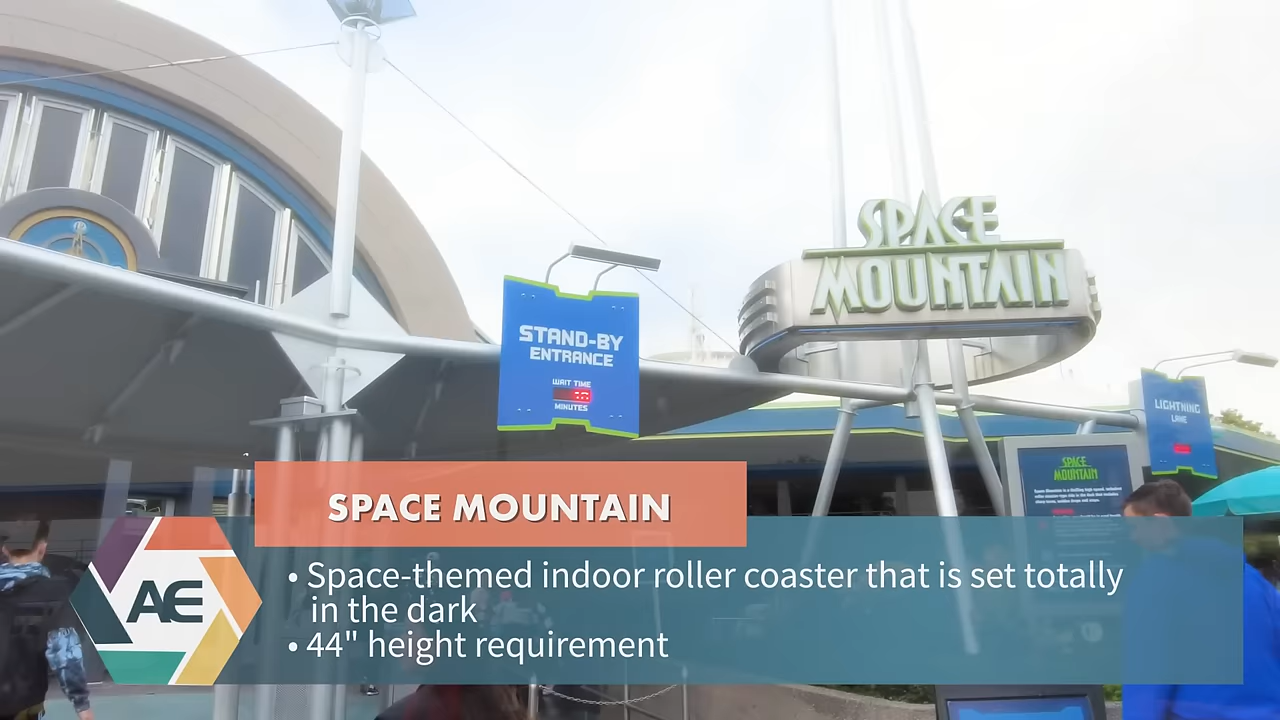 SPACE
MOUNTAIN
STAND-BY
ENTRANCE
WAIT TIME
MINUTES
LIGHTNING
LANE
SPACE
MOUNTAIN
SPACE MOUNTAIN
• Space-themed indoor roller coaster that is set totally
in the dark
• 44" height requirement
AE